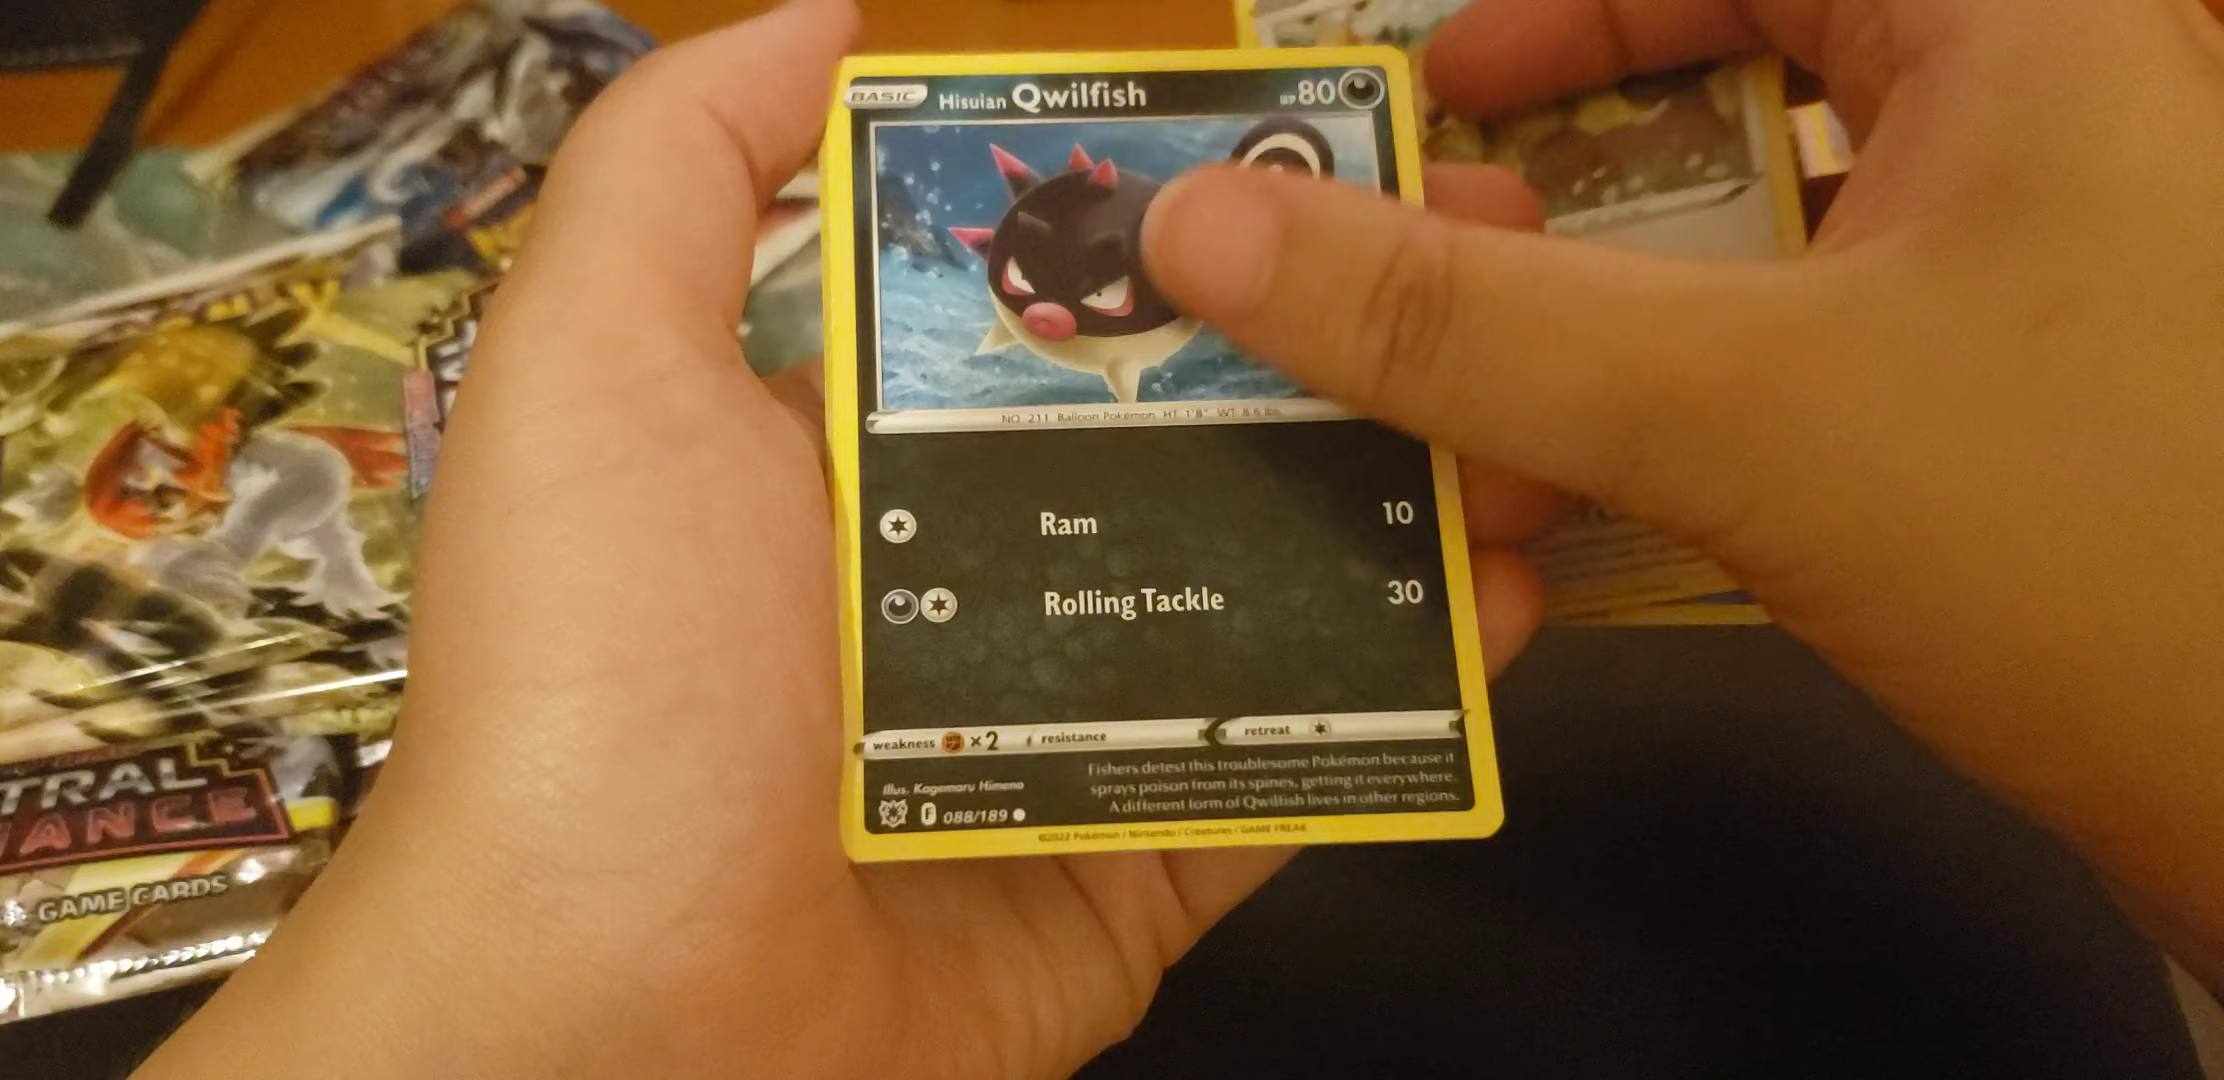 BASIC Hisuian Qwilfish HP 80
NO. 211 Balloon Pokémon HT 1'8" WT 8.6 lbs.
Ram 10
Rolling Tackle 30
weakness ×2 resistance retreat
Illus. Kagemaru Himeno
Fishers detest this troublesome Pokémon because it
sprays poison from its spines, getting it everywhere.
A different form of Qwilfish lives in other regions.
F 088/189
©2022 Pokémon / Nintendo / Creatures / GAME FREAK
TRAL
ANCE
GAME CARDS